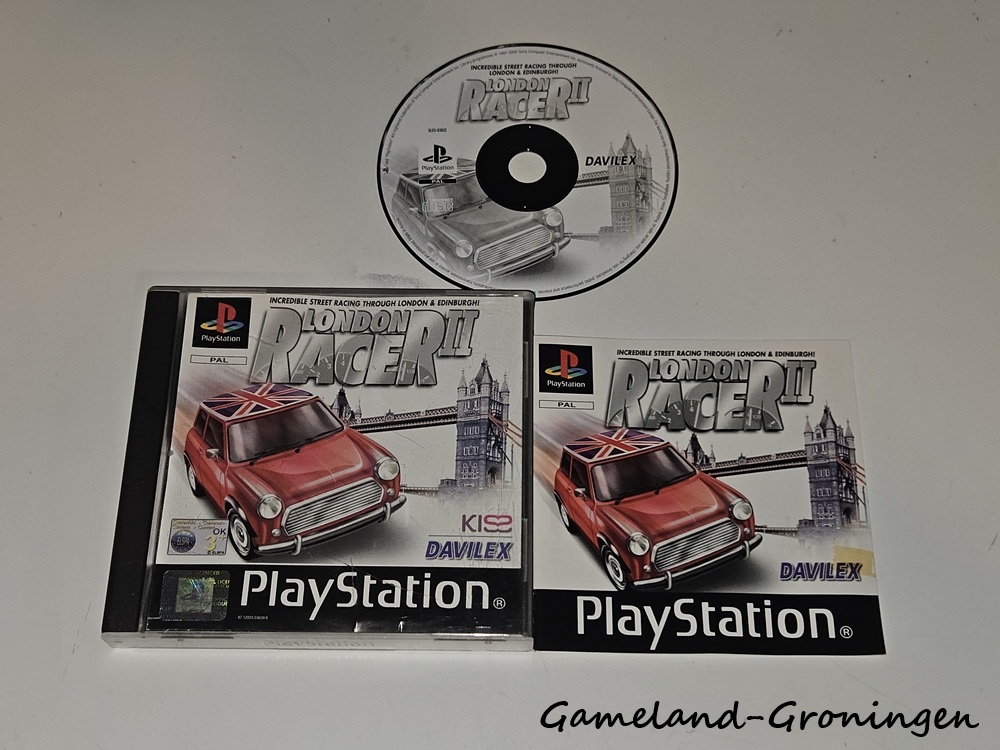 INCREDIBLE STREET RACING THROUGH
LONDON & EDINBURGH!
LONDON
RACER II
PlayStation
PAL
DAVILEX
INCREDIBLE STREET RACING THROUGH LONDON & EDINBURGH!
LONDON
RACER II
PlayStation
PAL
OK
3
KISS
DAVILEX
PlayStation®
INCREDIBLE STREET RACING THROUGH LONDON & EDINBURGH!
LONDON
RACER II
PlayStation
PAL
DAVILEX
PlayStation®
Gameland-Groningen